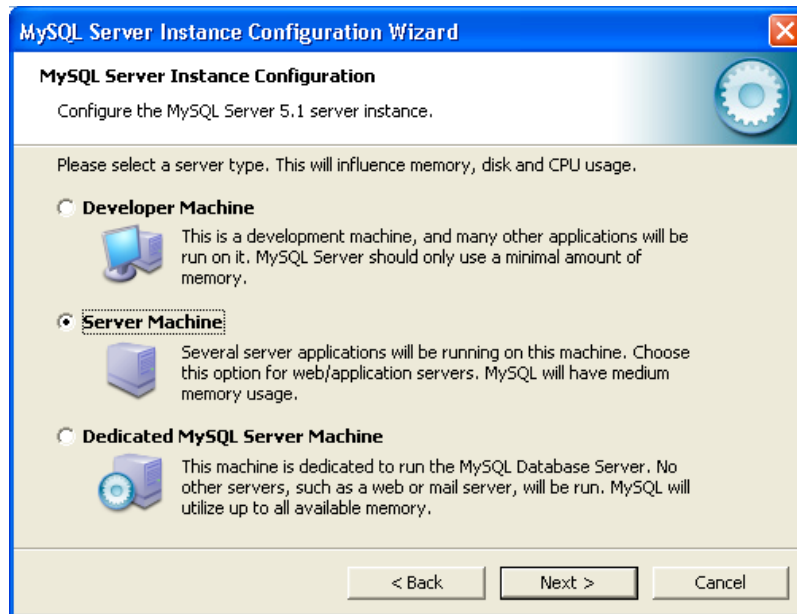 MySQL Server Instance Configuration Wizard
MySQL Server Instance Configuration
Configure the MySQL Server 5.1 server instance.
Please select a server type. This will influence memory, disk and CPU usage.
Developer Machine
This is a development machine, and many other applications will be
run on it. MySQL Server should only use a minimal amount of
memory.
Server Machine
Several server applications will be running on this machine. Choose
this option for web/application servers. MySQL will have medium
memory usage.
Dedicated MySQL Server Machine
This machine is dedicated to run the MySQL Database Server. No
other servers, such as a web or mail server, will be run. MySQL will
utilize up to all available memory.
< Back Next > Cancel